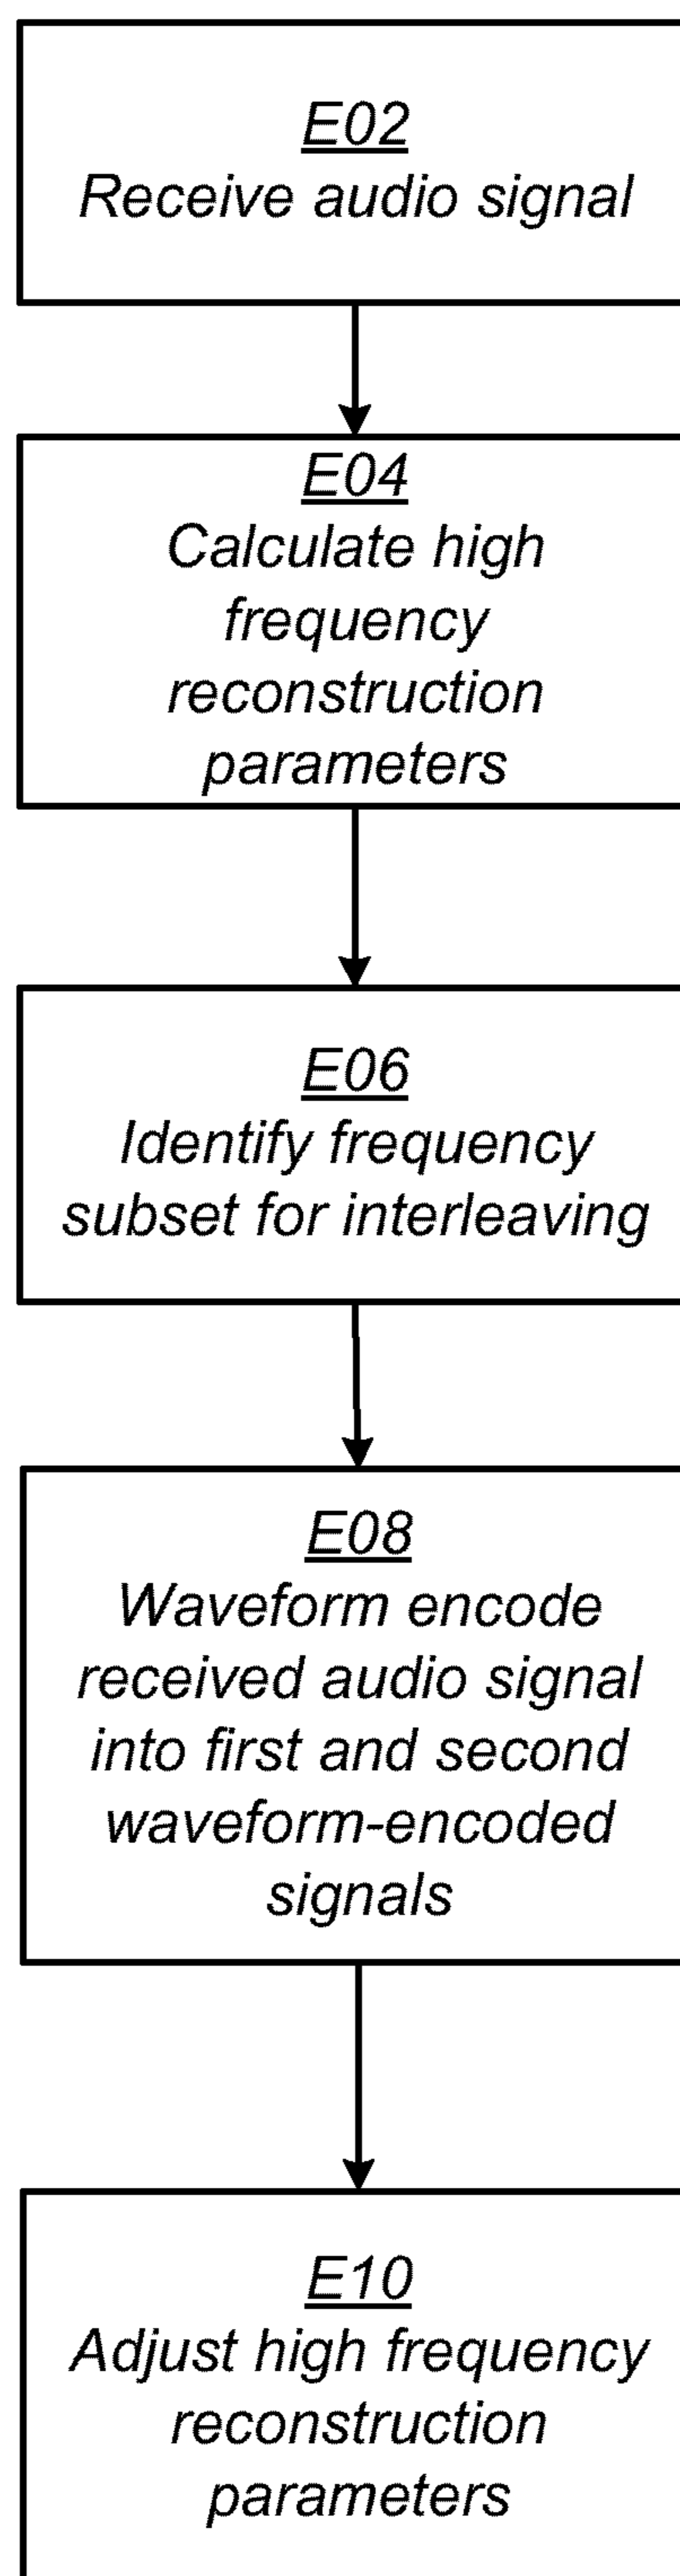 E02
Receive audio signal
E04
Calculate high
frequency
reconstruction
parameters
E06
Identify frequency
subset for interleaving
E08
Waveform encode
received audio signal
into first and second
waveform-encoded
signals
E10
Adjust high frequency
reconstruction
parameters